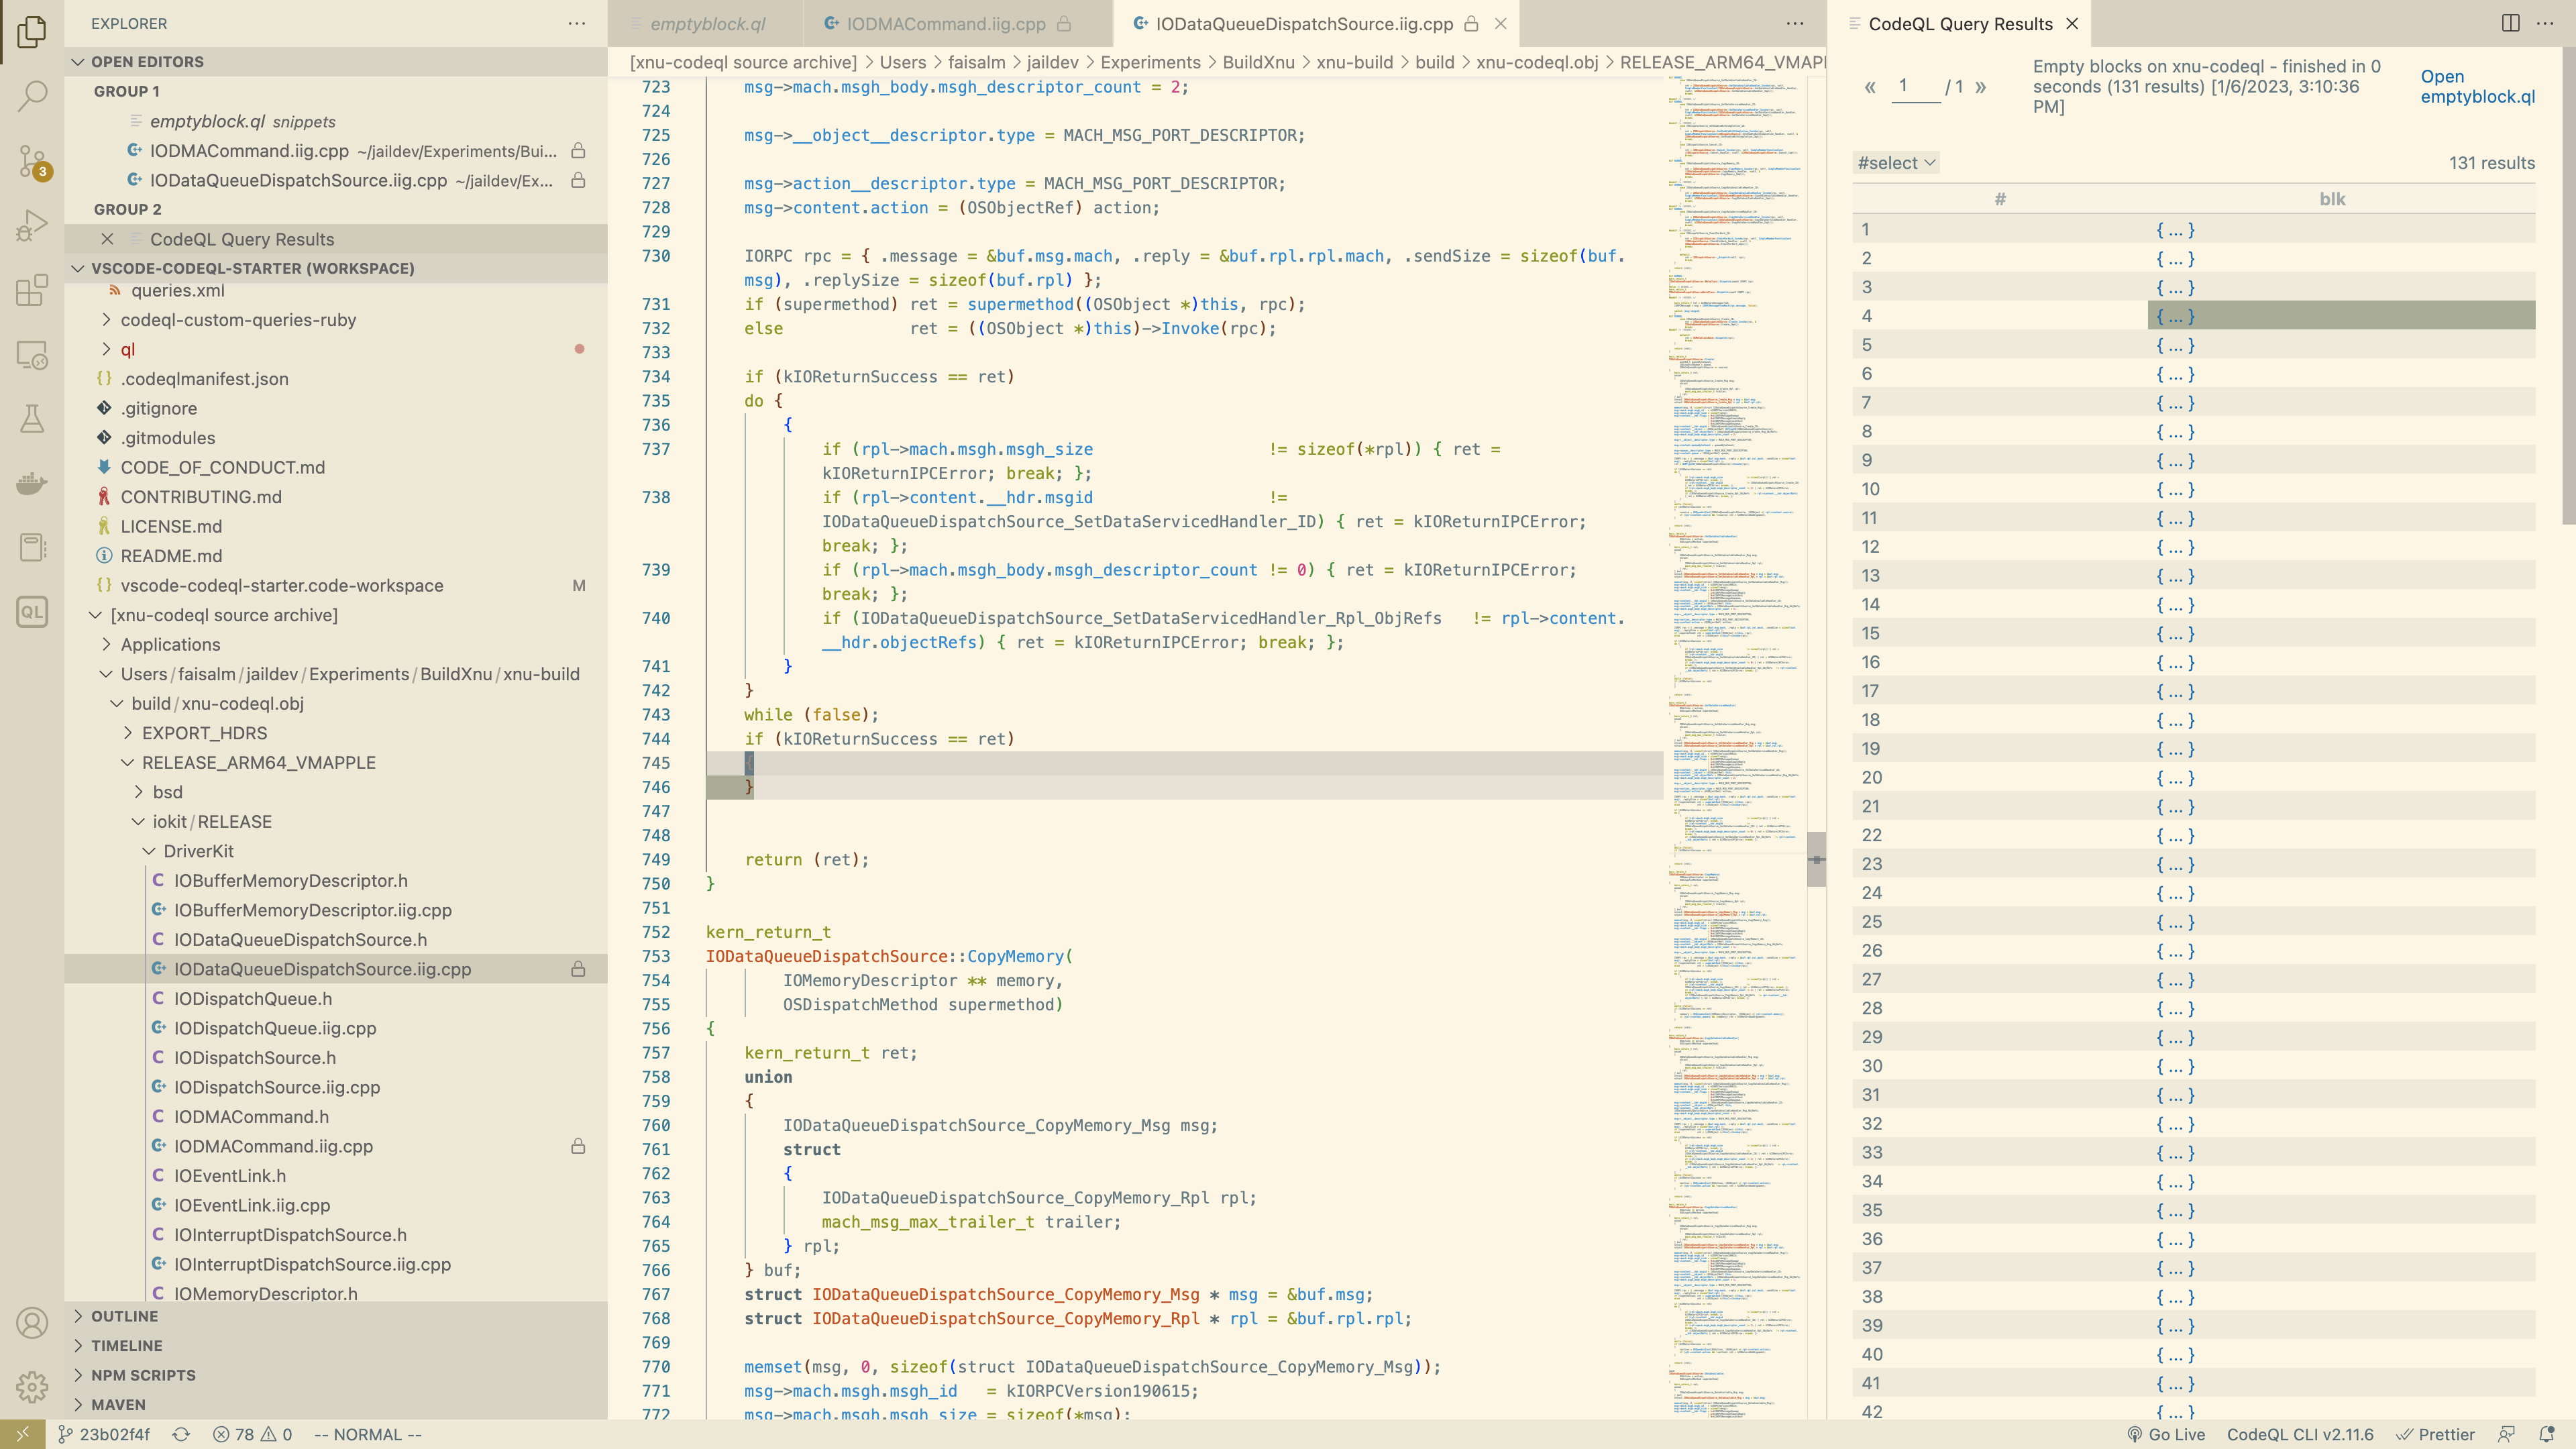 EXPLORER
OPEN EDITORS
GROUP 1
emptyblock.ql snippets
IODMACommand.iig.cpp ~/jaildev/Experiments/Bui...
IODataQueueDispatchSource.iig.cpp ~/jaildev/Ex...
GROUP 2
CodeQL Query Results
VSCODE-CODEQL-STARTER (WORKSPACE)
queries.xml
codeql-custom-queries-ruby
ql
.codeqlmanifest.json
.gitignore
.gitmodules
CODE_OF_CONDUCT.md
CONTRIBUTING.md
LICENSE.md
README.md
vscode-codeql-starter.code-workspace M
[xnu-codeql source archive]
Applications
Users/faisalm/jaildev/Experiments/BuildXnu/xnu-build
build/xnu-codeql.obj
EXPORT_HDRS
RELEASE_ARM64_VMAPPLE
bsd
iokit/RELEASE
DriverKit
IOBufferMemoryDescriptor.h
IOBufferMemoryDescriptor.iig.cpp
IODataQueueDispatchSource.h
IODataQueueDispatchSource.iig.cpp
IODispatchQueue.h
IODispatchQueue.iig.cpp
IODispatchSource.h
IODispatchSource.iig.cpp
IODMACommand.h
IODMACommand.iig.cpp
IOEventLink.h
IOEventLink.iig.cpp
IOInterruptDispatchSource.h
IOInterruptDispatchSource.iig.cpp
IOMemoryDescriptor.h
OUTLINE
TIMELINE
NPM SCRIPTS
MAVEN
3
QL
emptyblock.ql IODMACommand.iig.cpp IODataQueueDispatchSource.iig.cpp
[xnu-codeql source archive] > Users > faisalm > jaildev > Experiments > BuildXnu > xnu-build > build > xnu-codeql.obj > RELEASE_ARM64_VMAPPL
723 msg->mach.msgh_body.msgh_descriptor_count = 2;
724
725 msg->__object__descriptor.type = MACH_MSG_PORT_DESCRIPTOR;
726
727 msg->action__descriptor.type = MACH_MSG_PORT_DESCRIPTOR;
728 msg->content.action = (OSObjectRef) action;
729
730 IORPC rpc = { .message = &buf.msg.mach, .reply = &buf.rpl.rpl.mach, .sendSize = sizeof(buf.
msg), .replySize = sizeof(buf.rpl) };
731 if (supermethod) ret = supermethod((OSObject *)this, rpc);
732 else ret = ((OSObject *)this)->Invoke(rpc);
733
734 if (kIOReturnSuccess == ret)
735 do {
736 {
737 if (rpl->mach.msgh.msgh_size != sizeof(*rpl)) { ret =
kIOReturnIPCError; break; };
738 if (rpl->content.__hdr.msgid !=
IODataQueueDispatchSource_SetDataServicedHandler_ID) { ret = kIOReturnIPCError;
break; };
739 if (rpl->mach.msgh_body.msgh_descriptor_count != 0) { ret = kIOReturnIPCError;
break; };
740 if (IODataQueueDispatchSource_SetDataServicedHandler_Rpl_ObjRefs != rpl->content.
__hdr.objectRefs) { ret = kIOReturnIPCError; break; };
741 }
742 }
743 while (false);
744 if (kIOReturnSuccess == ret)
745 {
746 }
747
748
749 return (ret);
750 }
751
752 kern_return_t
753 IODataQueueDispatchSource::CopyMemory(
754 IOMemoryDescriptor ** memory,
755 OSDispatchMethod supermethod)
756 {
757 kern_return_t ret;
758 union
759 {
760 IODataQueueDispatchSource_CopyMemory_Msg msg;
761 struct
762 {
763 IODataQueueDispatchSource_CopyMemory_Rpl rpl;
764 mach_msg_max_trailer_t trailer;
765 } rpl;
766 } buf;
767 struct IODataQueueDispatchSource_CopyMemory_Msg * msg = &buf.msg;
768 struct IODataQueueDispatchSource_CopyMemory_Rpl * rpl = &buf.rpl.rpl;
769
770 memset(msg, 0, sizeof(struct IODataQueueDispatchSource_CopyMemory_Msg));
771 msg->mach.msgh.msgh_id = kIORPCVersion190615;
772 msg->mach.msgh.msgh_size = sizeof(*msg);
CodeQL Query Results
« 1 / 1 »
Empty blocks on xnu-codeql - finished in 0
seconds (131 results) [1/6/2023, 3:10:36
PM]
Open
emptyblock.ql
#select 131 results
# blk
1 { ... }
2 { ... }
3 { ... }
4 { ... }
5 { ... }
6 { ... }
7 { ... }
8 { ... }
9 { ... }
10 { ... }
11 { ... }
12 { ... }
13 { ... }
14 { ... }
15 { ... }
16 { ... }
17 { ... }
18 { ... }
19 { ... }
20 { ... }
21 { ... }
22 { ... }
23 { ... }
24 { ... }
25 { ... }
26 { ... }
27 { ... }
28 { ... }
29 { ... }
30 { ... }
31 { ... }
32 { ... }
33 { ... }
34 { ... }
35 { ... }
36 { ... }
37 { ... }
38 { ... }
39 { ... }
40 { ... }
41 { ... }
42 { ... }
23b02f4f 78 0 -- NORMAL -- Go Live CodeQL CLI v2.11.6 Prettier